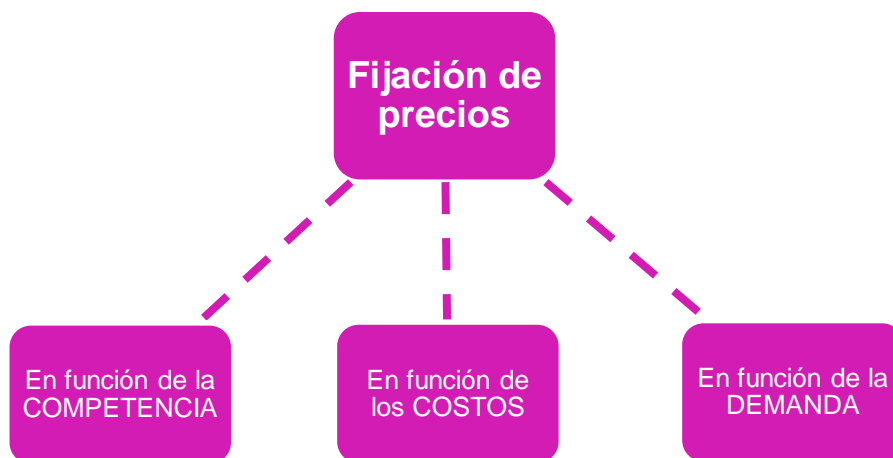 Fijación de
precios
En función de la
COMPETENCIA
En función de
los COSTOS
En función de la
DEMANDA